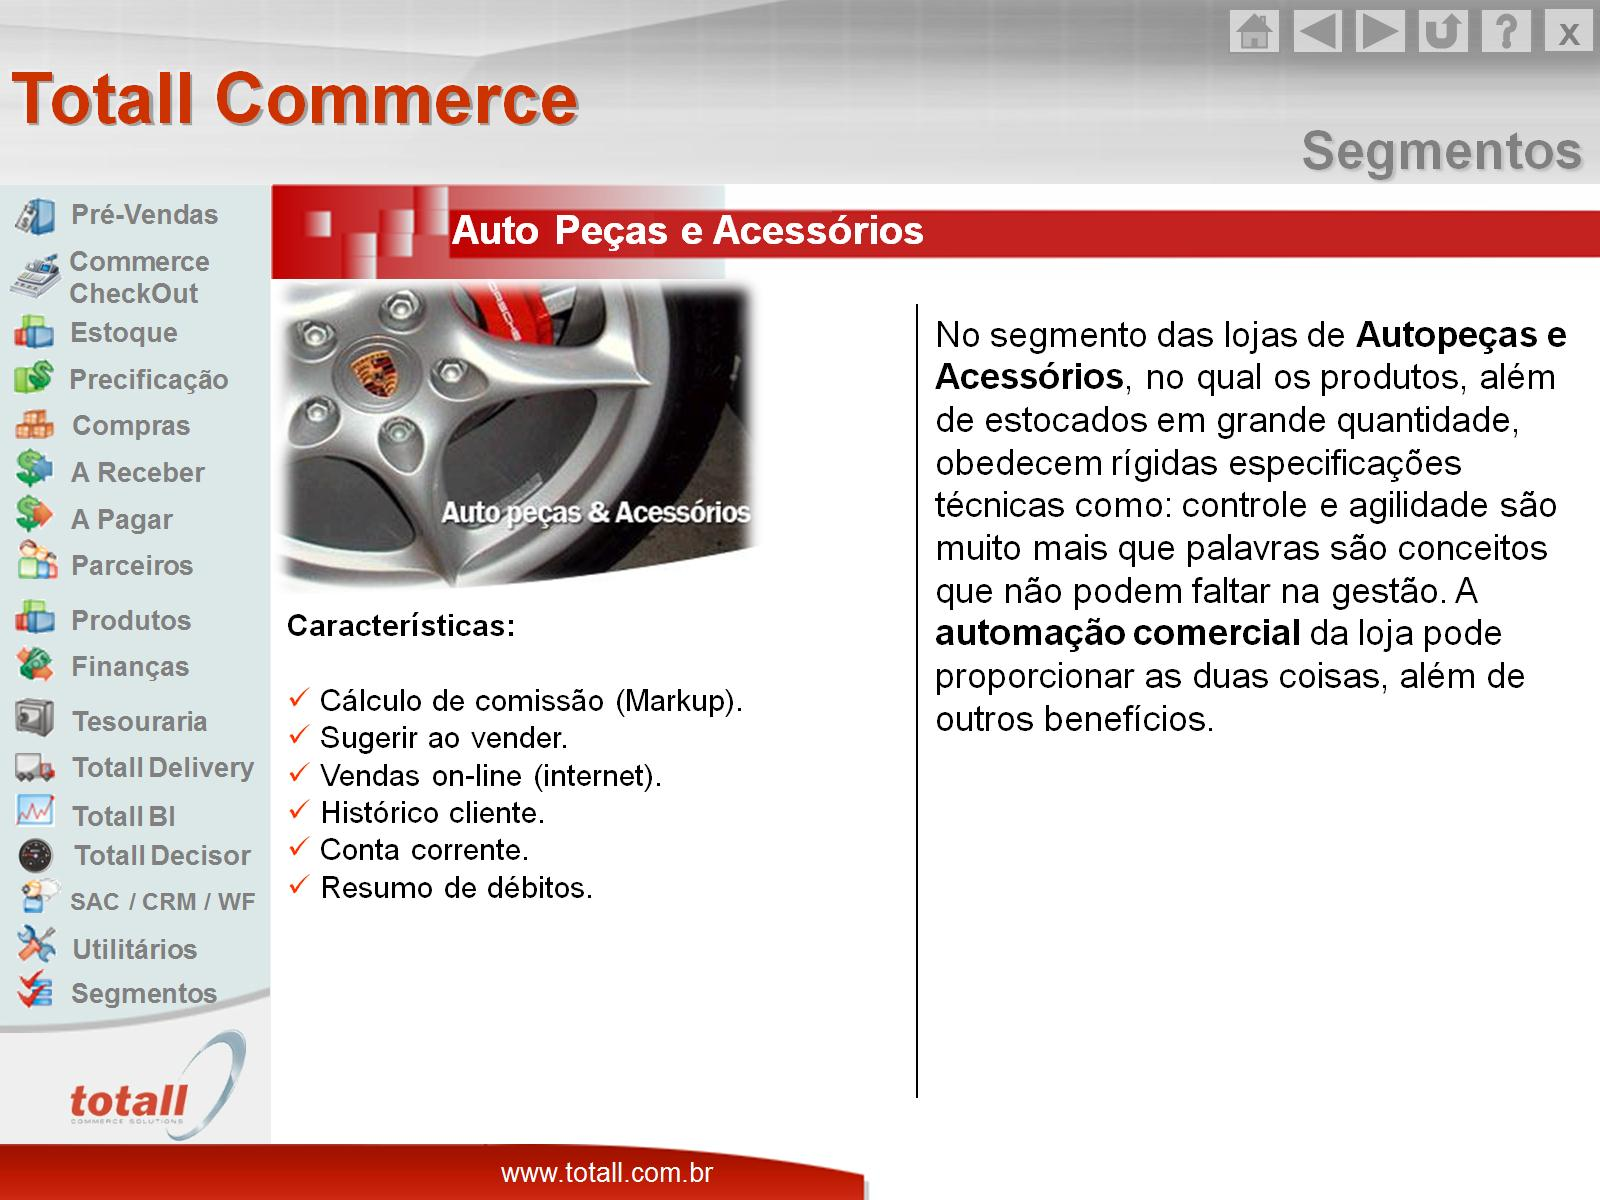 Totall Commerce
Segmentos
?
x
Pré-Vendas
Commerce
CheckOut
Estoque
Precificação
Compras
A Receber
A Pagar
Parceiros
Produtos
Finanças
Tesouraria
Totall Delivery
Totall BI
Totall Decisor
SAC / CRM / WF
Utilitários
Segmentos
totall
COMMERCE SOLUTIONS
Auto Peças e Acessórios
PORSCHE
Auto peças & Acessórios
Características:
Cálculo de comissão (Markup).
Sugerir ao vender.
Vendas on-line (internet).
Histórico cliente.
Conta corrente.
Resumo de débitos.
No segmento das lojas de Autopeças e
Acessórios, no qual os produtos, além
de estocados em grande quantidade,
obedecem rígidas especificações
técnicas como: controle e agilidade são
muito mais que palavras são conceitos
que não podem faltar na gestão. A
automação comercial da loja pode
proporcionar as duas coisas, além de
outros benefícios.
www.totall.com.br